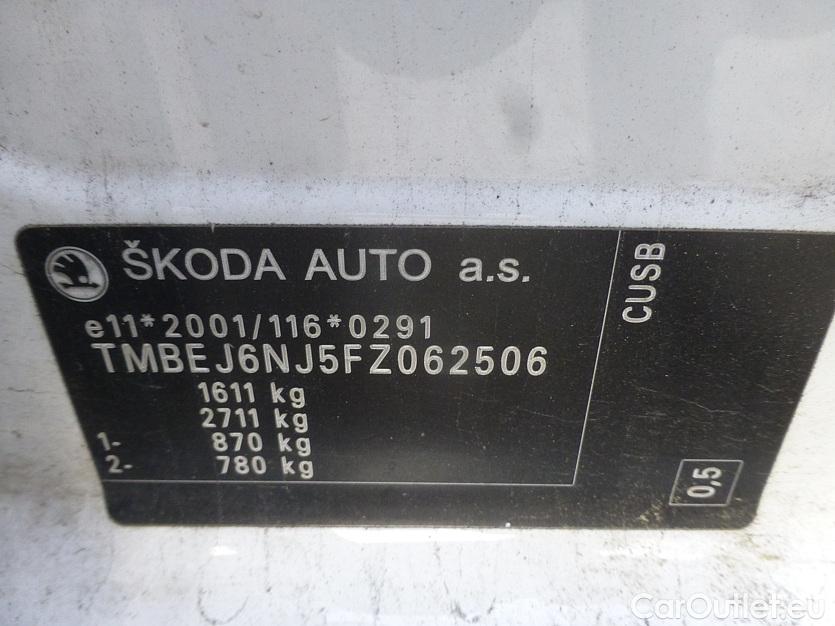 ŠKODA AUTO a.s.
e11*2001/116*0291
TMBEJ6NJ5FZ062506
1611 kg
2711 kg
1- 870 kg
2- 780 kg
CUSB
0,5
CarOutlet.eu